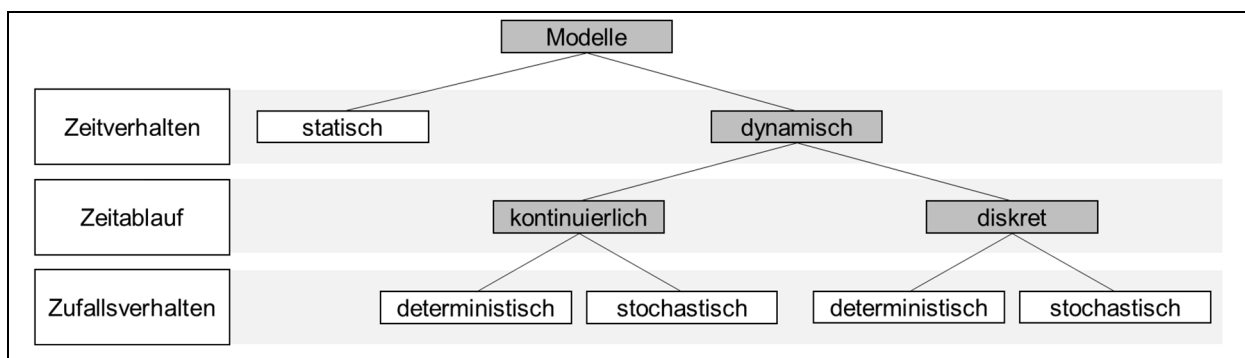 Modelle
Zeitverhalten
statisch
dynamisch
Zeitablauf
kontinuierlich
diskret
Zufallsverhalten
deterministisch
stochastisch
deterministisch
stochastisch